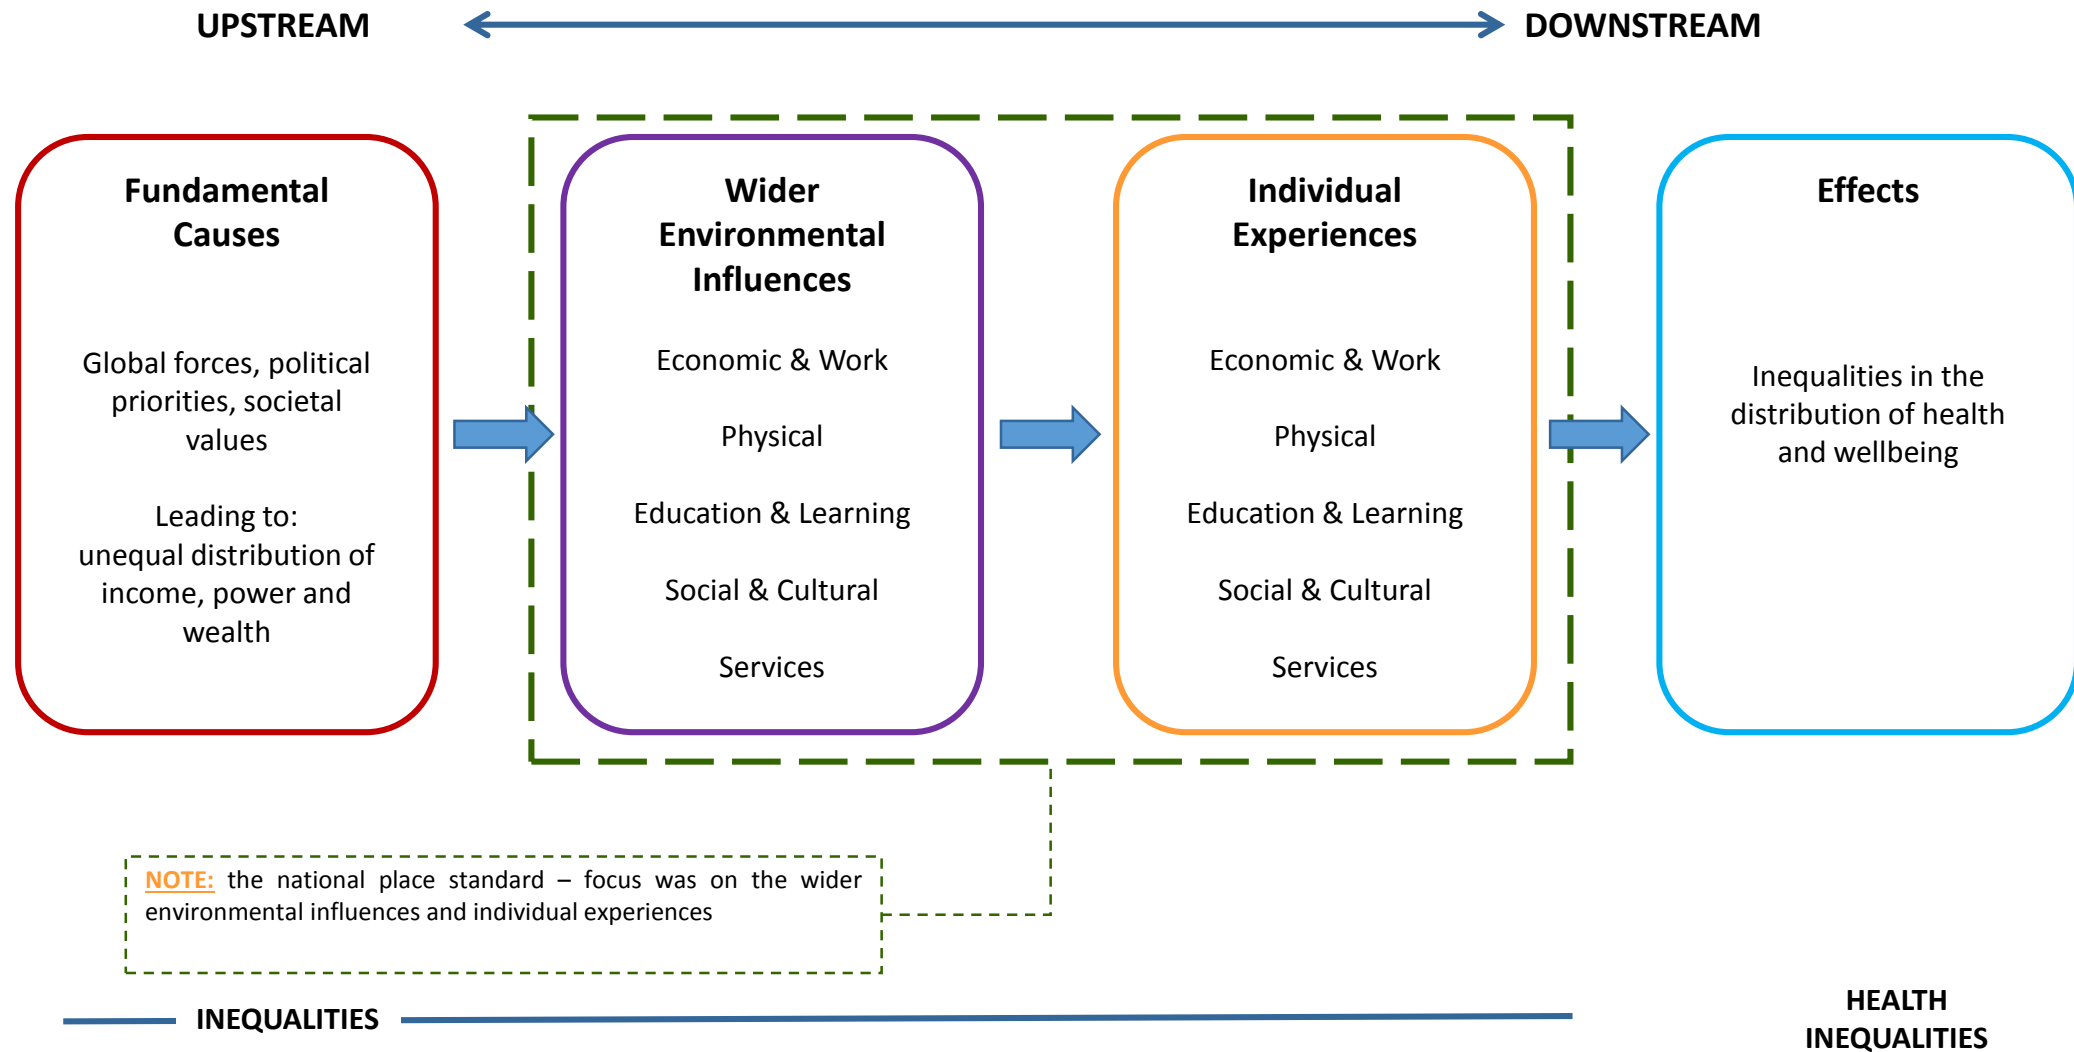 UPSTREAM
DOWNSTREAM
Fundamental
Causes
Global forces, political
priorities, societal
values
Leading to:
unequal distribution of
income, power and
wealth
Wider
Environmental
Influences
Economic & Work
Physical
Education & Learning
Social & Cultural
Services
Individual
Experiences
Economic & Work
Physical
Education & Learning
Social & Cultural
Services
Effects
Inequalities in the
distribution of health
and wellbeing
NOTE: the national place standard – focus was on the wider
environmental influences and individual experiences
INEQUALITIES
HEALTH
INEQUALITIES